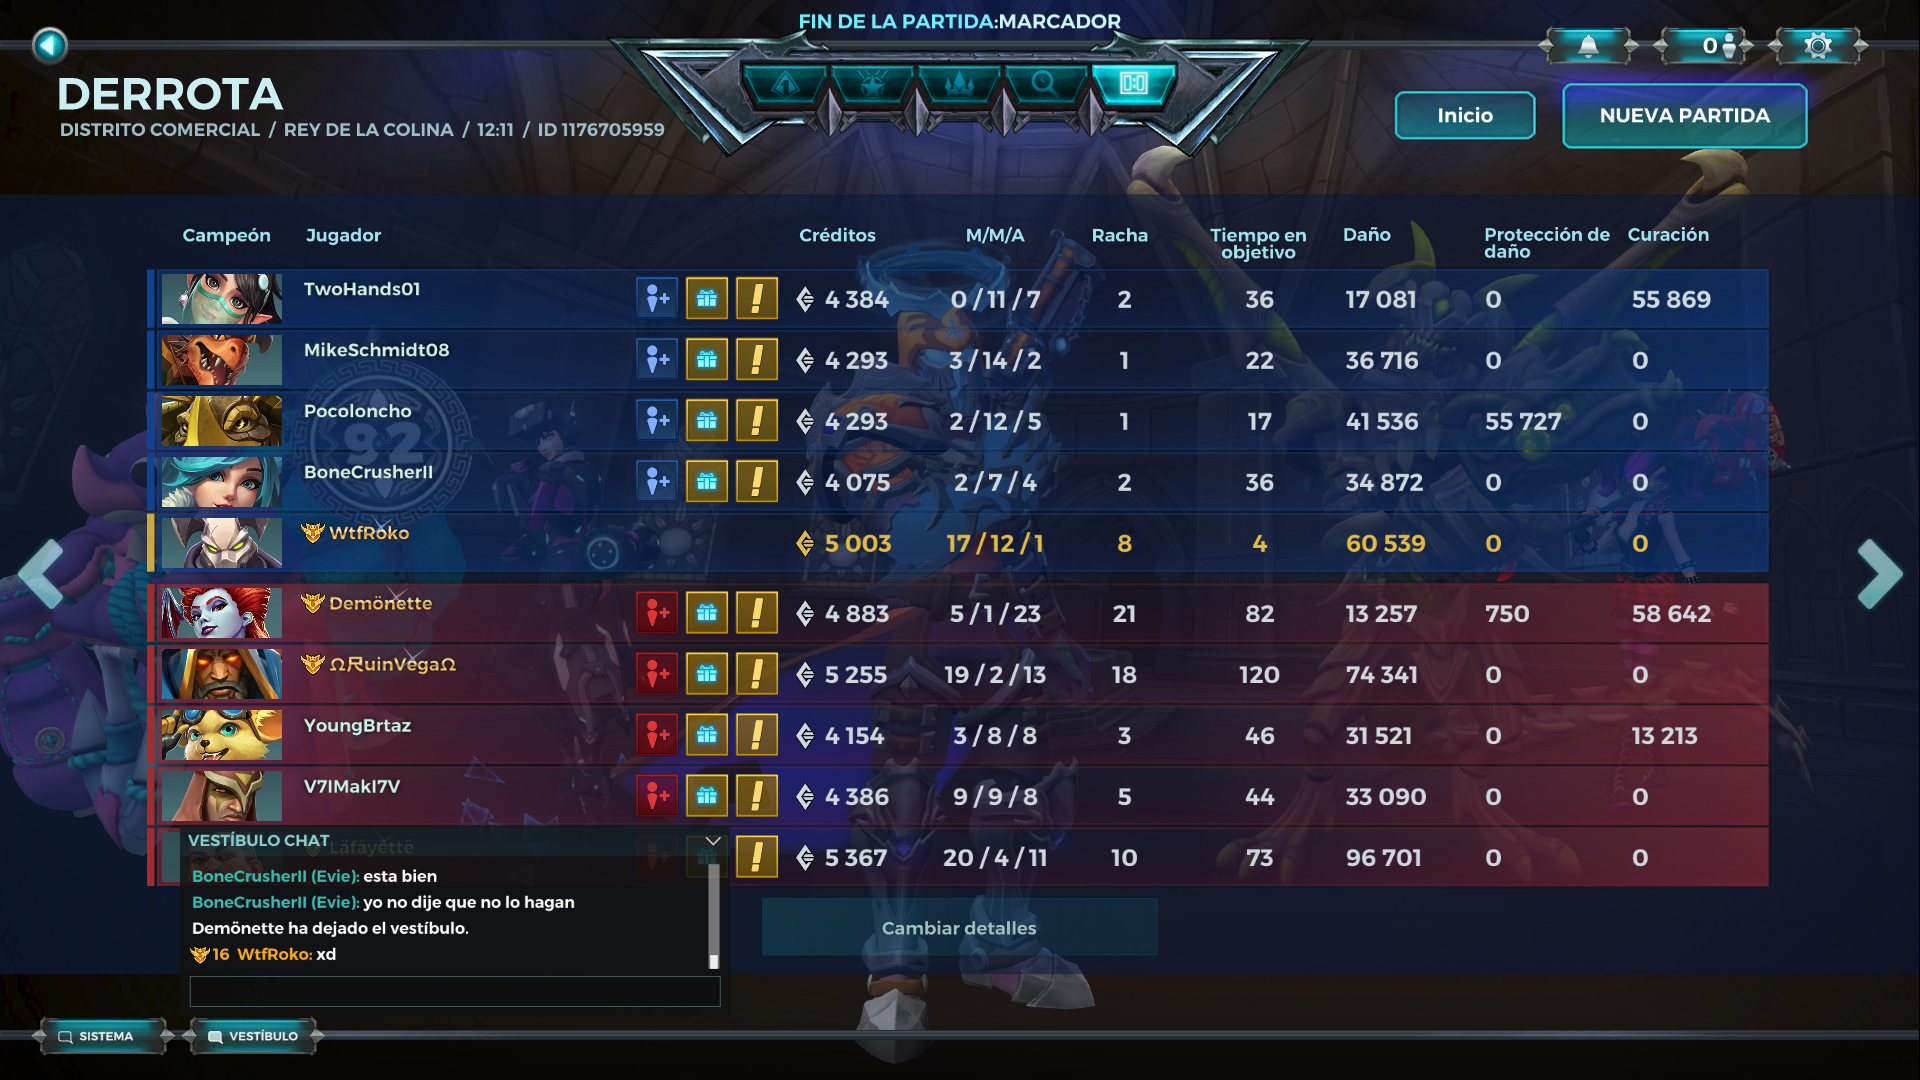 FIN DE LA PARTIDA:MARCADOR
0
DERROTA
DISTRITO COMERCIAL / REY DE LA COLINA / 12:11 / ID 1176705959
Inicio
NUEVA PARTIDA
Campeón Jugador Créditos M/M/A Racha Tiempo en objetivo Daño Protección de daño Curación
TwoHands01 4 384 0 / 11 / 7 2 36 17 081 0 55 869
MikeSchmidt08 4 293 3 / 14 / 2 1 22 36 716 0 0
Pocoloncho 4 293 2 / 12 / 5 1 17 41 536 55 727 0
92
BoneCrusherII 4 075 2 / 7 / 4 2 36 34 872 0 0
WtfRoko 5 003 17 / 12 / 1 8 4 60 539 0 0
Demönette 4 883 5 / 1 / 23 21 82 13 257 750 58 642
ΩRuinVegaΩ 5 255 19 / 2 / 13 18 120 74 341 0 0
YoungBrtaz 4 154 3 / 8 / 8 3 46 31 521 0 13 213
V7IMakI7V 4 386 9 / 9 / 8 5 44 33 090 0 0
5 367 20 / 4 / 11 10 73 96 701 0 0
VESTÍBULO CHAT
BoneCrusherII (Evie): esta bien
BoneCrusherII (Evie): yo no dije que no lo hagan
Demönette ha dejado el vestíbulo.
16 WtfRoko: xd
Cambiar detalles
SISTEMA
VESTÍBULO